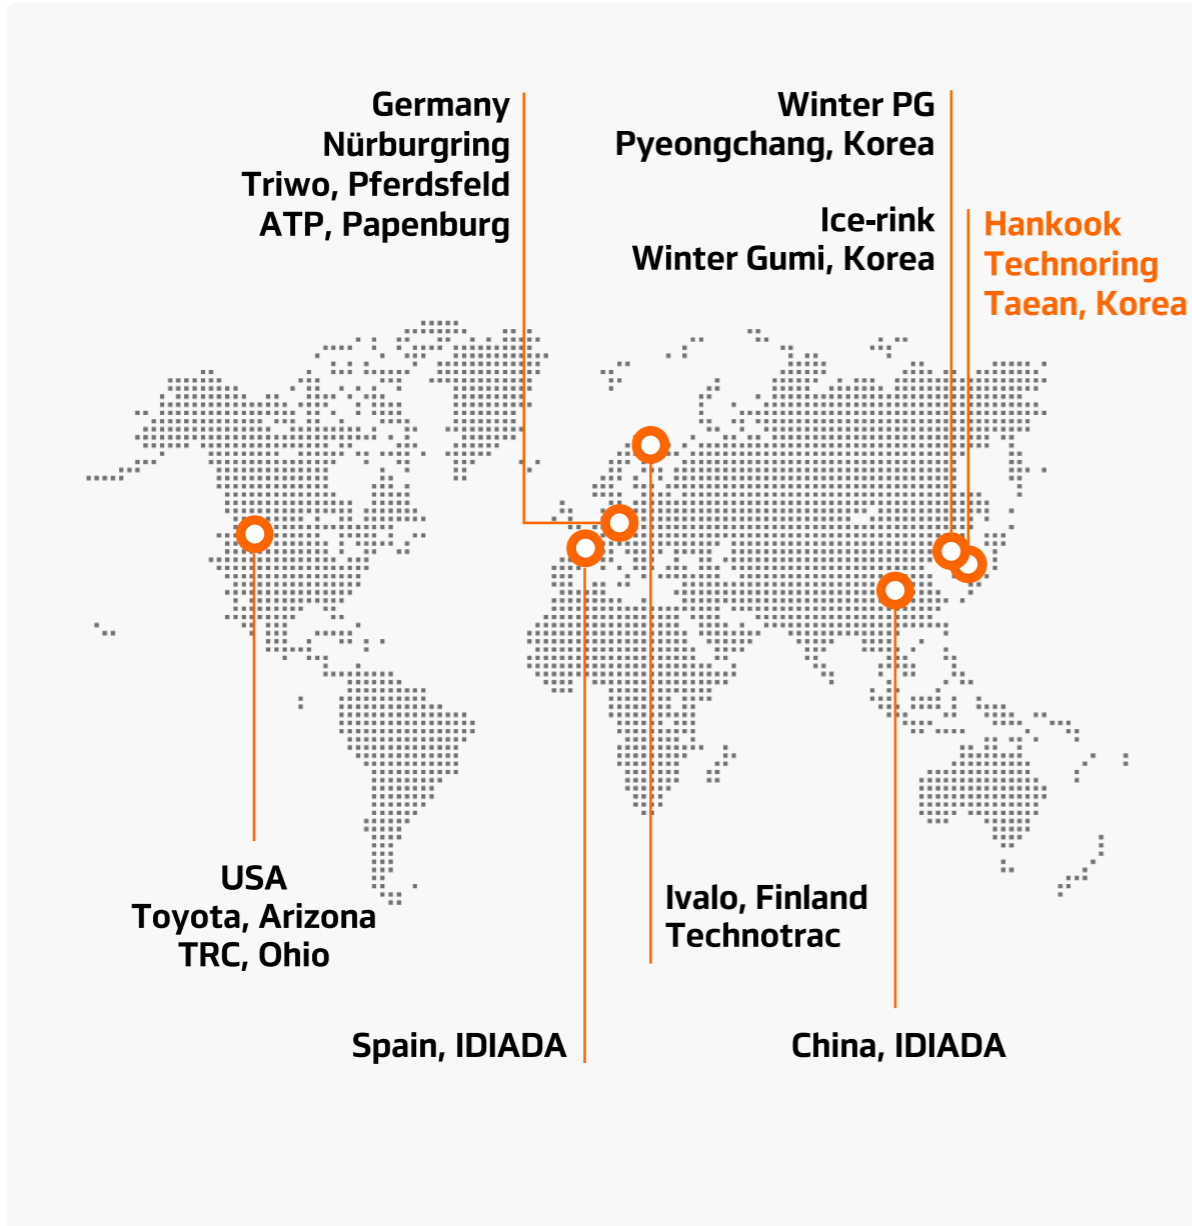 Germany
Nürburgring
Triwo, Pferdsfeld
ATP, Papenburg
Winter PG
Pyeongchang, Korea
Ice-rink
Winter Gumi, Korea
Hankook
Technoring
Taean, Korea
USA
Toyota, Arizona
TRC, Ohio
Ivalo, Finland
Technotrac
Spain, IDIADA
China, IDIADA